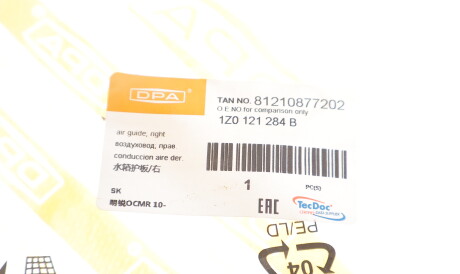 DPA
TAN NO. 81210877202
O.E.NO for comparison only
1Z0 121 284 B
air guide, right
воздуховод, прав
conduccion aire der.
水箱护板/右
1
PC(S)
SK
朗锐OCMR 10-
EAC
TecDoc
PE/LD
04